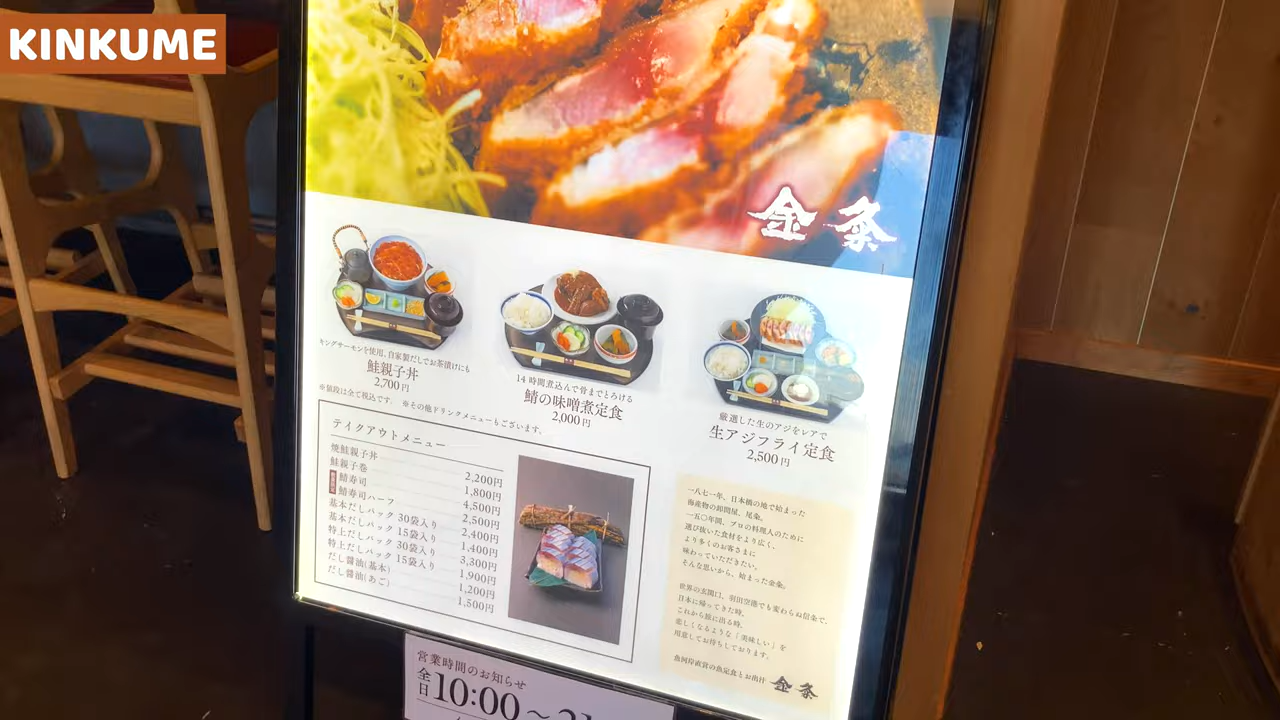 KINKUME
金粂
キングサーモンを使用。自家製だしでお茶漬けにも
鮭親子丼
2,700円
14時間煮込んで骨までとろける
鯖の味噌煮定食
2,000円
厳選した生のアジをレアで
生アジフライ定食
2,500円
※価段は全て税込です。 ※その他ドリンクメニューもございます。
テイクアウトメニュー
焼鮭親子丼 2,200円
鮭親子巻 1,800円
鯖寿司 4,500円
鯖寿司ハーフ 2,500円
基本だしパック 30袋入り 2,400円
基本だしパック 15袋入り 1,400円
特上だしパック 30袋入り 3,300円
特上だしパック 15袋入り 1,900円
だし醤油(基本) 1,200円
だし醤油(あご) 1,500円
一八七一年、日本橋の地で始まった
海産物の卸問屋、尾粂。
一五〇年間、プロの料理人のために
選び抜いた食材をより広く、
より多くのお客さまに
味わっていただきたい。
そんな思いから、始まった金粂。
世界の玄関口、羽田空港でも変わらぬ信条で、
日本に帰ってきた時、
これから旅に出る時、
恋しくなるような「美味しい」を
用意してお待ちしております。
魚河岸直営の魚定食とお出汁 金粂
営業時間のお知らせ
全日 10:00～21